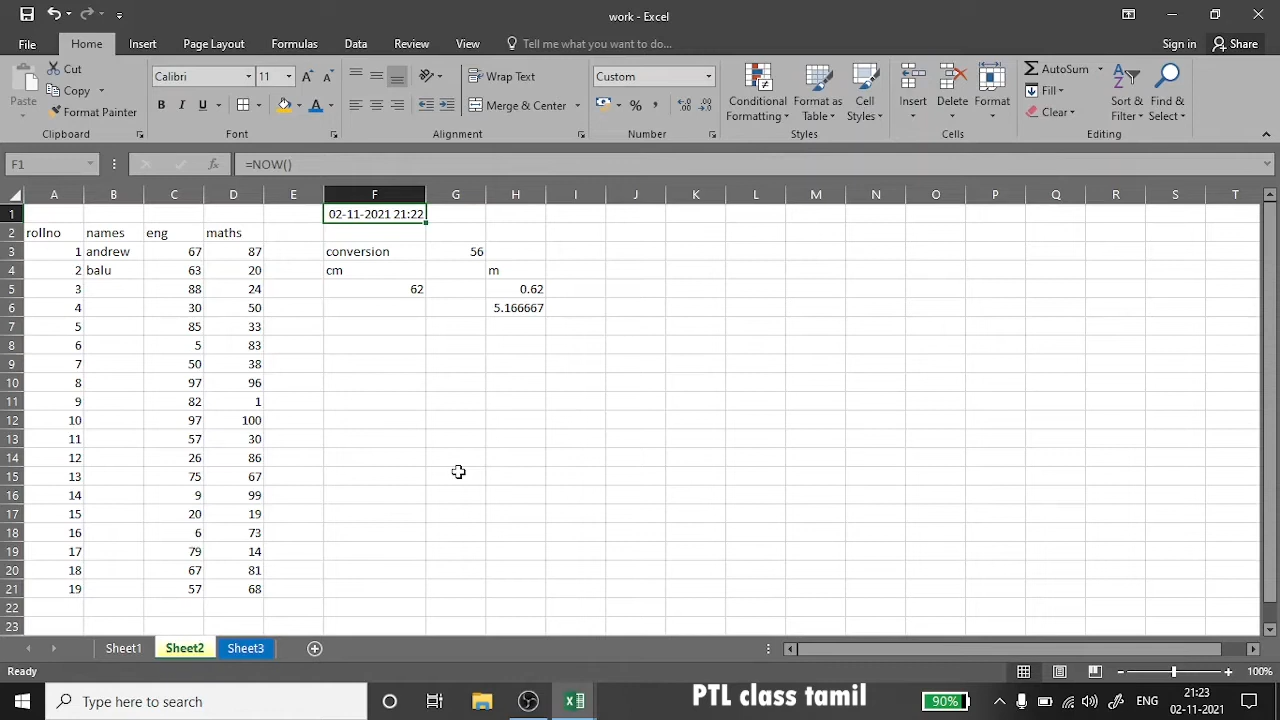 work - Excel
File Home Insert Page Layout Formulas Data Review View Tell me what you want to do... Sign in Share
Paste Cut Copy Format Painter
Clipboard
Calibri 11
B I U A
Font
Wrap Text
Merge & Center
Alignment
Custom
%
Number
Conditional Formatting Format as Table Cell Styles
Styles
Insert Delete Format
Cells
AutoSum Fill Clear Sort & Filter Find & Select
Editing
F1 fx =NOW()
A B C D E F G H I J K L M N O P Q R S T
1 02-11-2021 21:22
2 rollno names eng maths
3 1 andrew 67 87 conversion 56
4 2 balu 63 20 cm m
5 3 88 24 62 0.62
6 4 30 50 5.166667
7 5 85 33
8 6 5 83
9 7 50 38
10 8 97 96
11 9 82 1
12 10 97 100
13 11 57 30
14 12 26 86
15 13 75 67
16 14 9 99
17 15 20 19
18 16 6 73
19 17 79 14
20 18 67 81
21 19 57 68
22
23
Sheet1 Sheet2 Sheet3
Ready 100%
Type here to search PTL class tamil 90% ENG 21:23
02-11-2021